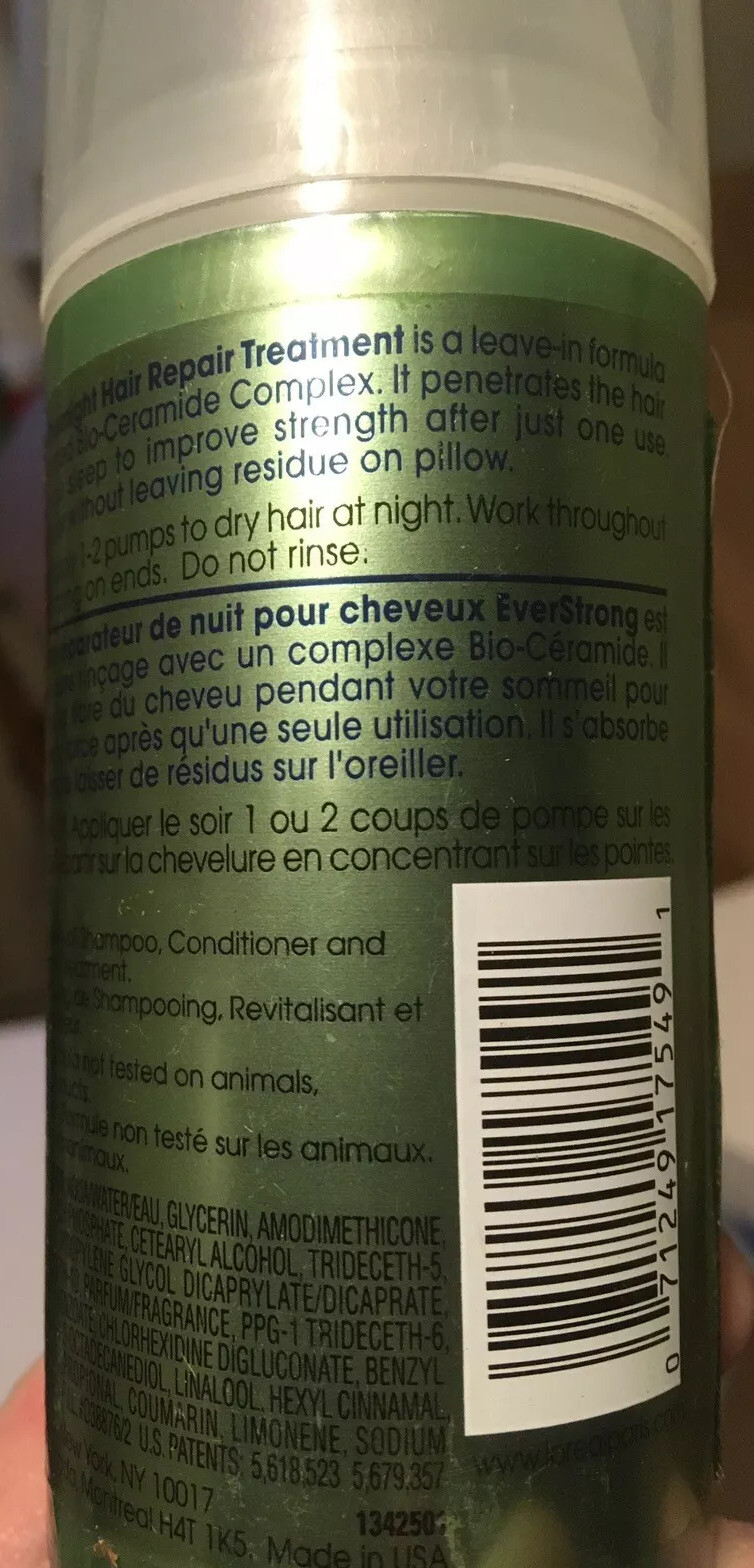 Hair Repair Treatment is a leave-in formula
Bio-Ceramide Complex. It penetrates the hair
sleep to improve strength after just one use.
without leaving residue on pillow.
1-2 pumps to dry hair at night. Work throughout
on ends. Do not rinse.
de nuit pour cheveux EverStrong est
avec un complexe Bio-Céramide. Il
du cheveu pendant votre sommeil pour
après qu'une seule utilisation. Il s'absorbe
laisser de résidus sur l'oreiller.
Appliquer le soir 1 ou 2 coups de pompe sur les
sur la chevelure en concentrant sur les pointes.
Shampoo, Conditioner and
de Shampooing, Revitalisant et
not tested on animals,
non testé sur les animaux.
animaux.
AQUA/WATER/EAU, GLYCERIN, AMODIMETHICONE,
CETEARYL ALCOHOL, TRIDECETH-5,
GLYCOL DICAPRYLATE/DICAPRATE,
PARFUM/FRAGRANCE, PPG-1 TRIDECETH-6,
CHLORHEXIDINE DIGLUCONATE, BENZYL
LINALOOL, HEXYL CINNAMAL,
COUMARIN, LIMONENE, SODIUM
U.S. PATENTS: 5,618,523 5,679,357
New York, NY 10017
Montreal H4T 1K5. Made in USA
134250
0 71249 17549 1
www.lorealparis.com